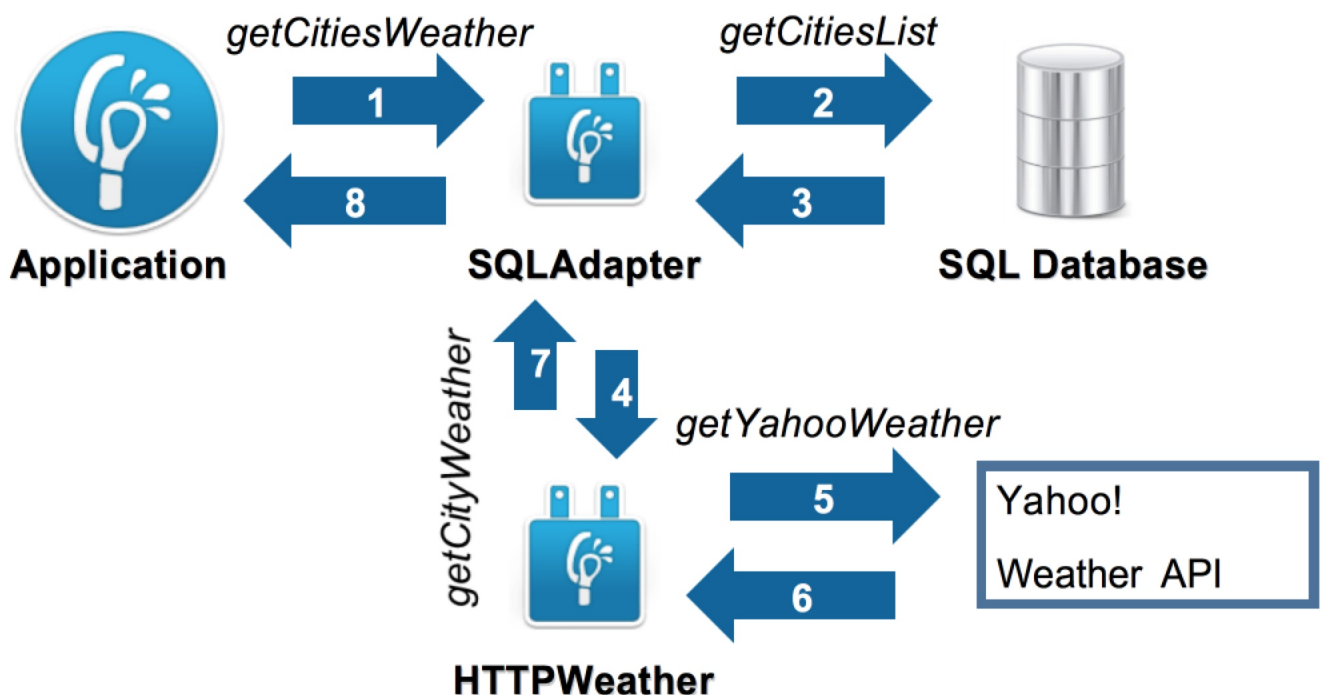 getCitiesWeather
getCitiesList
1
2
8
3
Application
SQLAdapter
SQL Database
getCityWeather
7
4
getYahooWeather
5
Yahoo!
Weather API
6
HTTPWeather